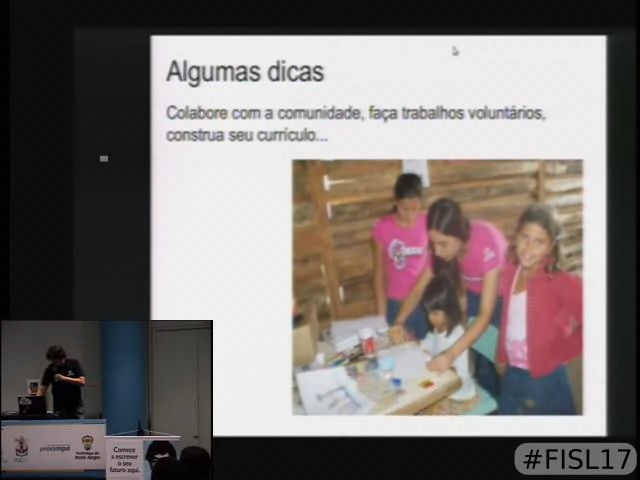 Algumas dicas
Colabore com a comunidade, faça trabalhos voluntários,
construa seu currículo...
procempa
Prefeitura de
Porto Alegre
Comece
a escrever
o seu
futuro aqui.
#FISL17